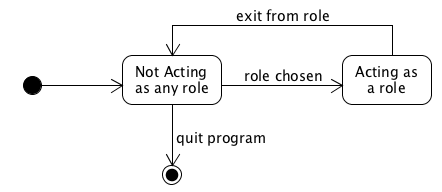 exit from role
Not Acting
as any role
role chosen
Acting as
a role
quit program